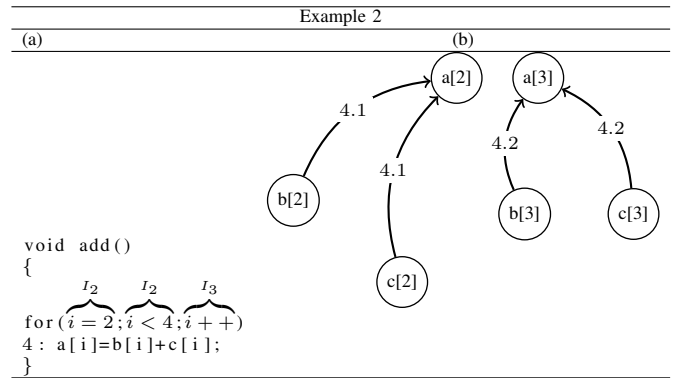 Example 2
(a) (b)
a[2] a[3]
4.1
4.2
4.2
4.1
b[2] b[3] c[3]
c[2]
void add()
{
I₂ I₂ I₃
for(i = 2;i < 4;i + +)
4: a[i]=b[i]+c[i];
}